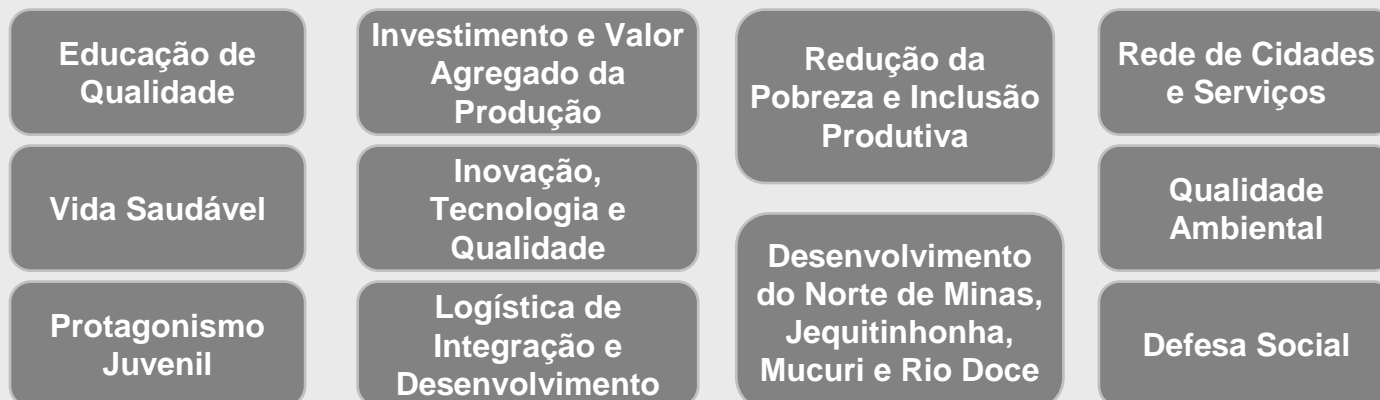 Educação de
Qualidade
Vida Saudável
Protagonismo
Juvenil
Investimento e Valor
Agregado da
Produção
Inovação,
Tecnologia e
Qualidade
Logística de
Integração e
Desenvolvimento
Redução da
Pobreza e Inclusão
Produtiva
Desenvolvimento
do Norte de Minas,
Jequitinhonha,
Mucuri e Rio Doce
Rede de Cidades
e Serviços
Qualidade
Ambiental
Defesa Social